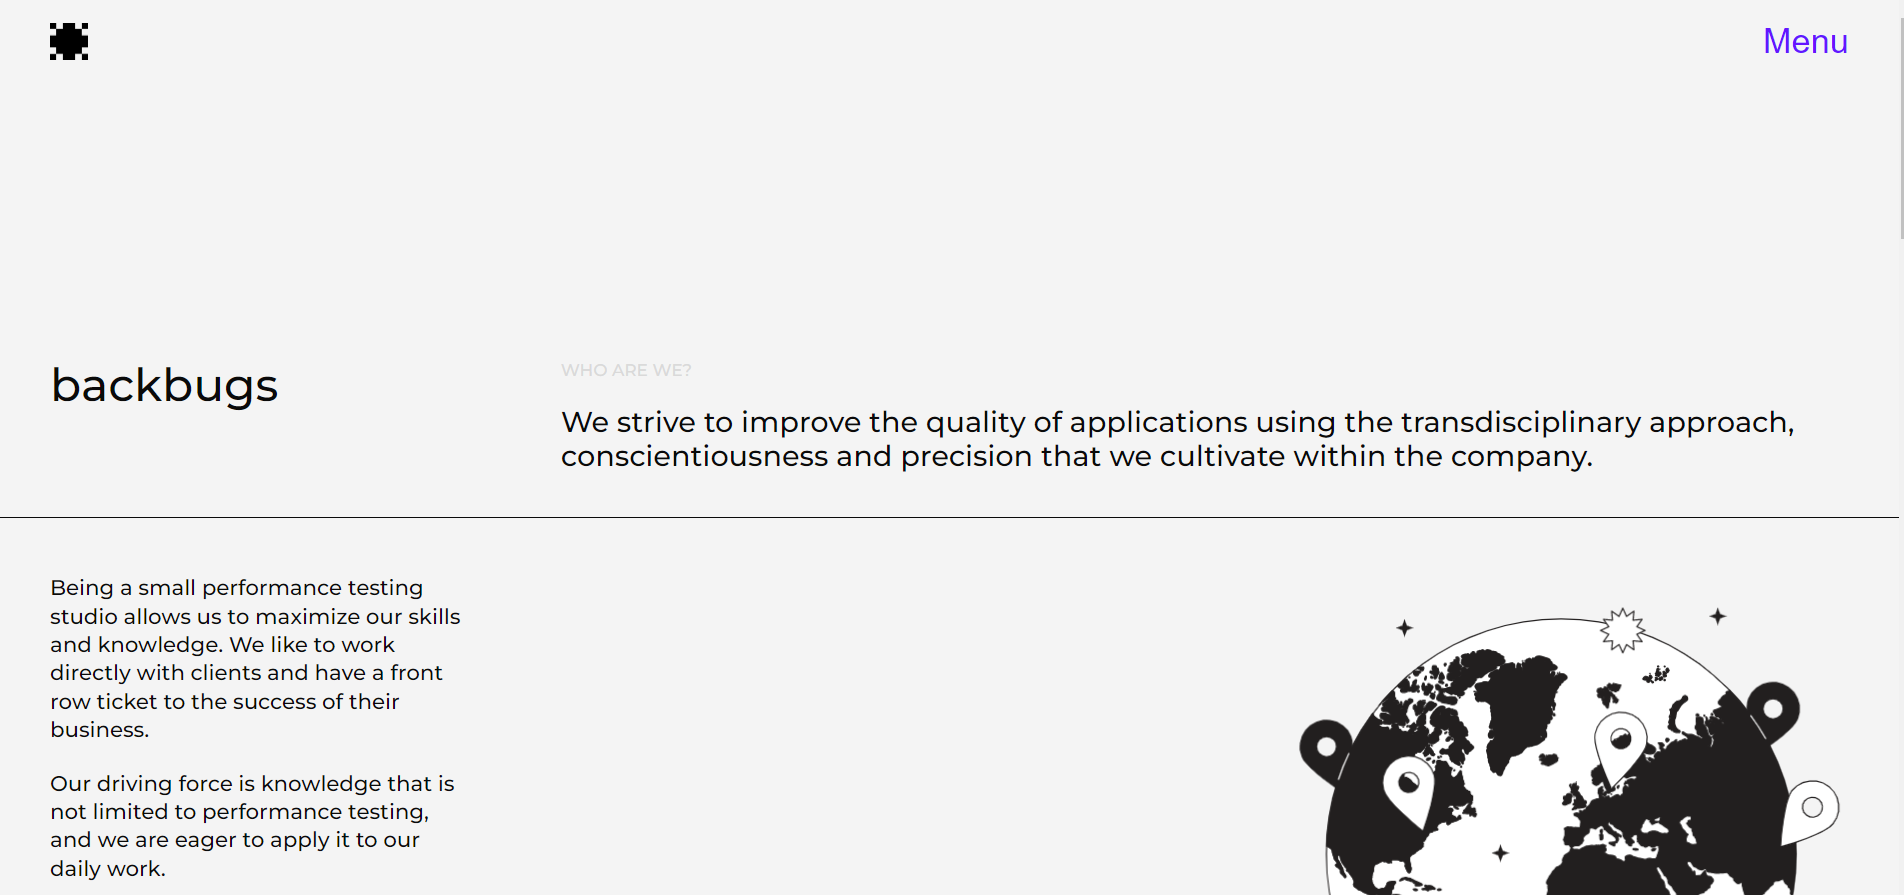 Menu
backbugs
WHO ARE WE?
We strive to improve the quality of applications using the transdisciplinary approach,
conscientiousness and precision that we cultivate within the company.
Being a small performance testing
studio allows us to maximize our skills
and knowledge. We like to work
directly with clients and have a front
row ticket to the success of their
business.
Our driving force is knowledge that is
not limited to performance testing,
and we are eager to apply it to our
daily work.